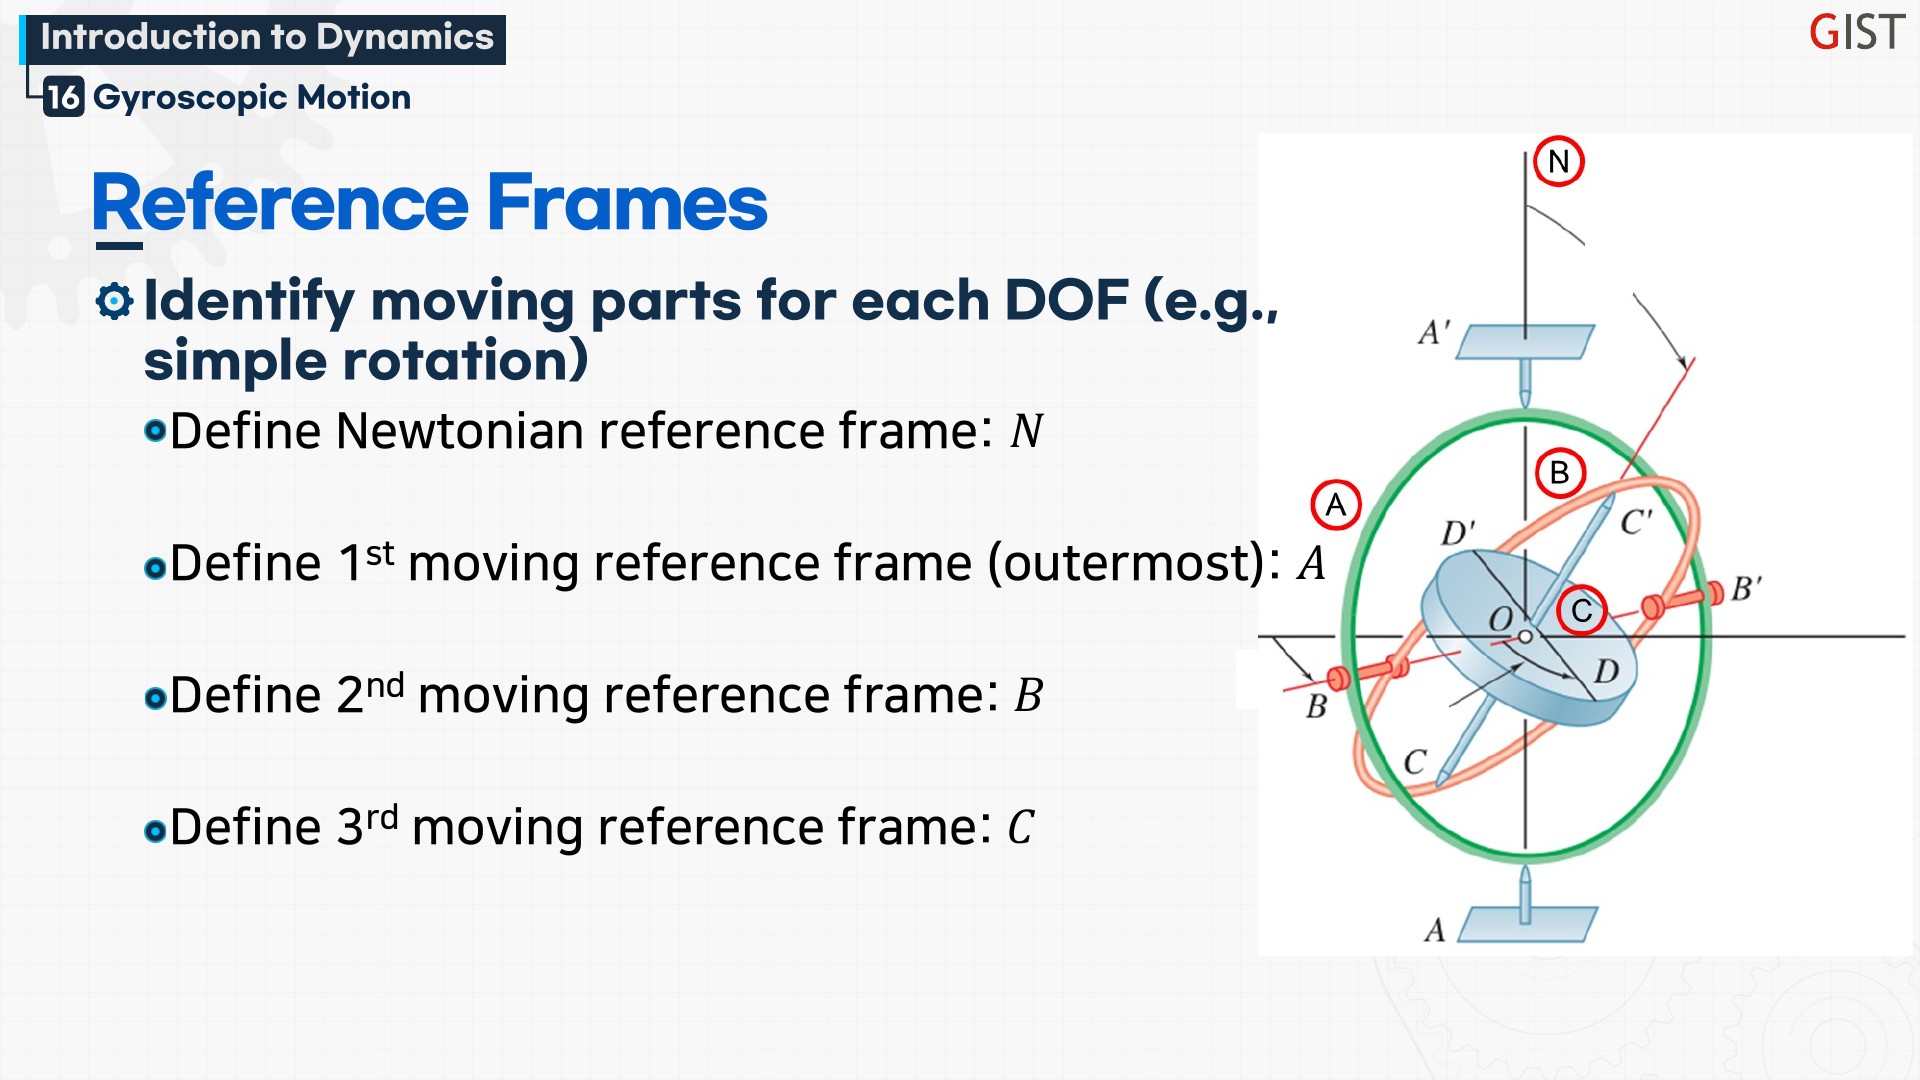 Introduction to Dynamics
GIST
16 Gyroscopic Motion
Reference Frames
Identify moving parts for each DOF (e.g.,
simple rotation)
Define Newtonian reference frame: N
Define 1st moving reference frame (outermost): A
Define 2nd moving reference frame: B
Define 3rd moving reference frame: C
N
A'
B
A
C'
D'
B'
C
O
D
B
C
A